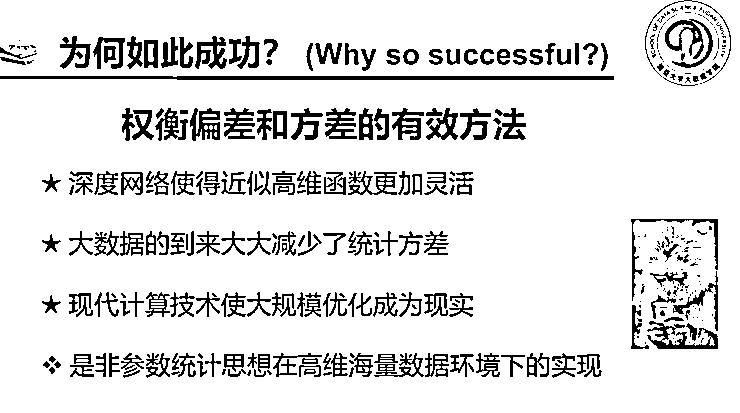 为何如此成功？ (Why so successful?)
权衡偏差和方差的有效方法
★ 深度网络使得近似高维函数更加灵活
★ 大数据的到来大大减少了统计方差
★ 现代计算技术使大规模优化成为现实
❖ 是非参数统计思想在高维海量数据环境下的实现